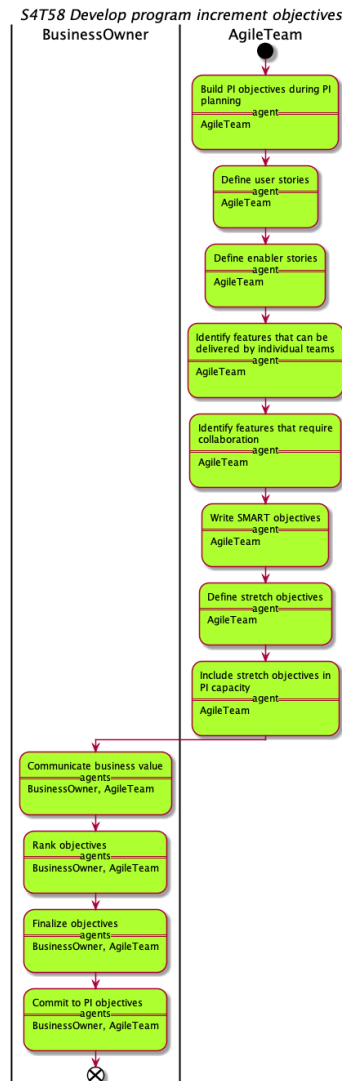 S4T58 Develop program increment objectives
BusinessOwner
AgileTeam
Build PI objectives during PI
planning
agent
AgileTeam
Define user stories
agent
AgileTeam
Define enabler stories
agent
AgileTeam
Identify features that can be
delivered by individual teams
agent
AgileTeam
Identify features that require
collaboration
agent
AgileTeam
Write SMART objectives
agent
AgileTeam
Define stretch objectives
agent
AgileTeam
Include stretch objectives in
PI capacity
agent
AgileTeam
Communicate business value
agents
BusinessOwner, AgileTeam
Rank objectives
agents
BusinessOwner, AgileTeam
Finalize objectives
agents
BusinessOwner, AgileTeam
Commit to PI objectives
agents
BusinessOwner, AgileTeam